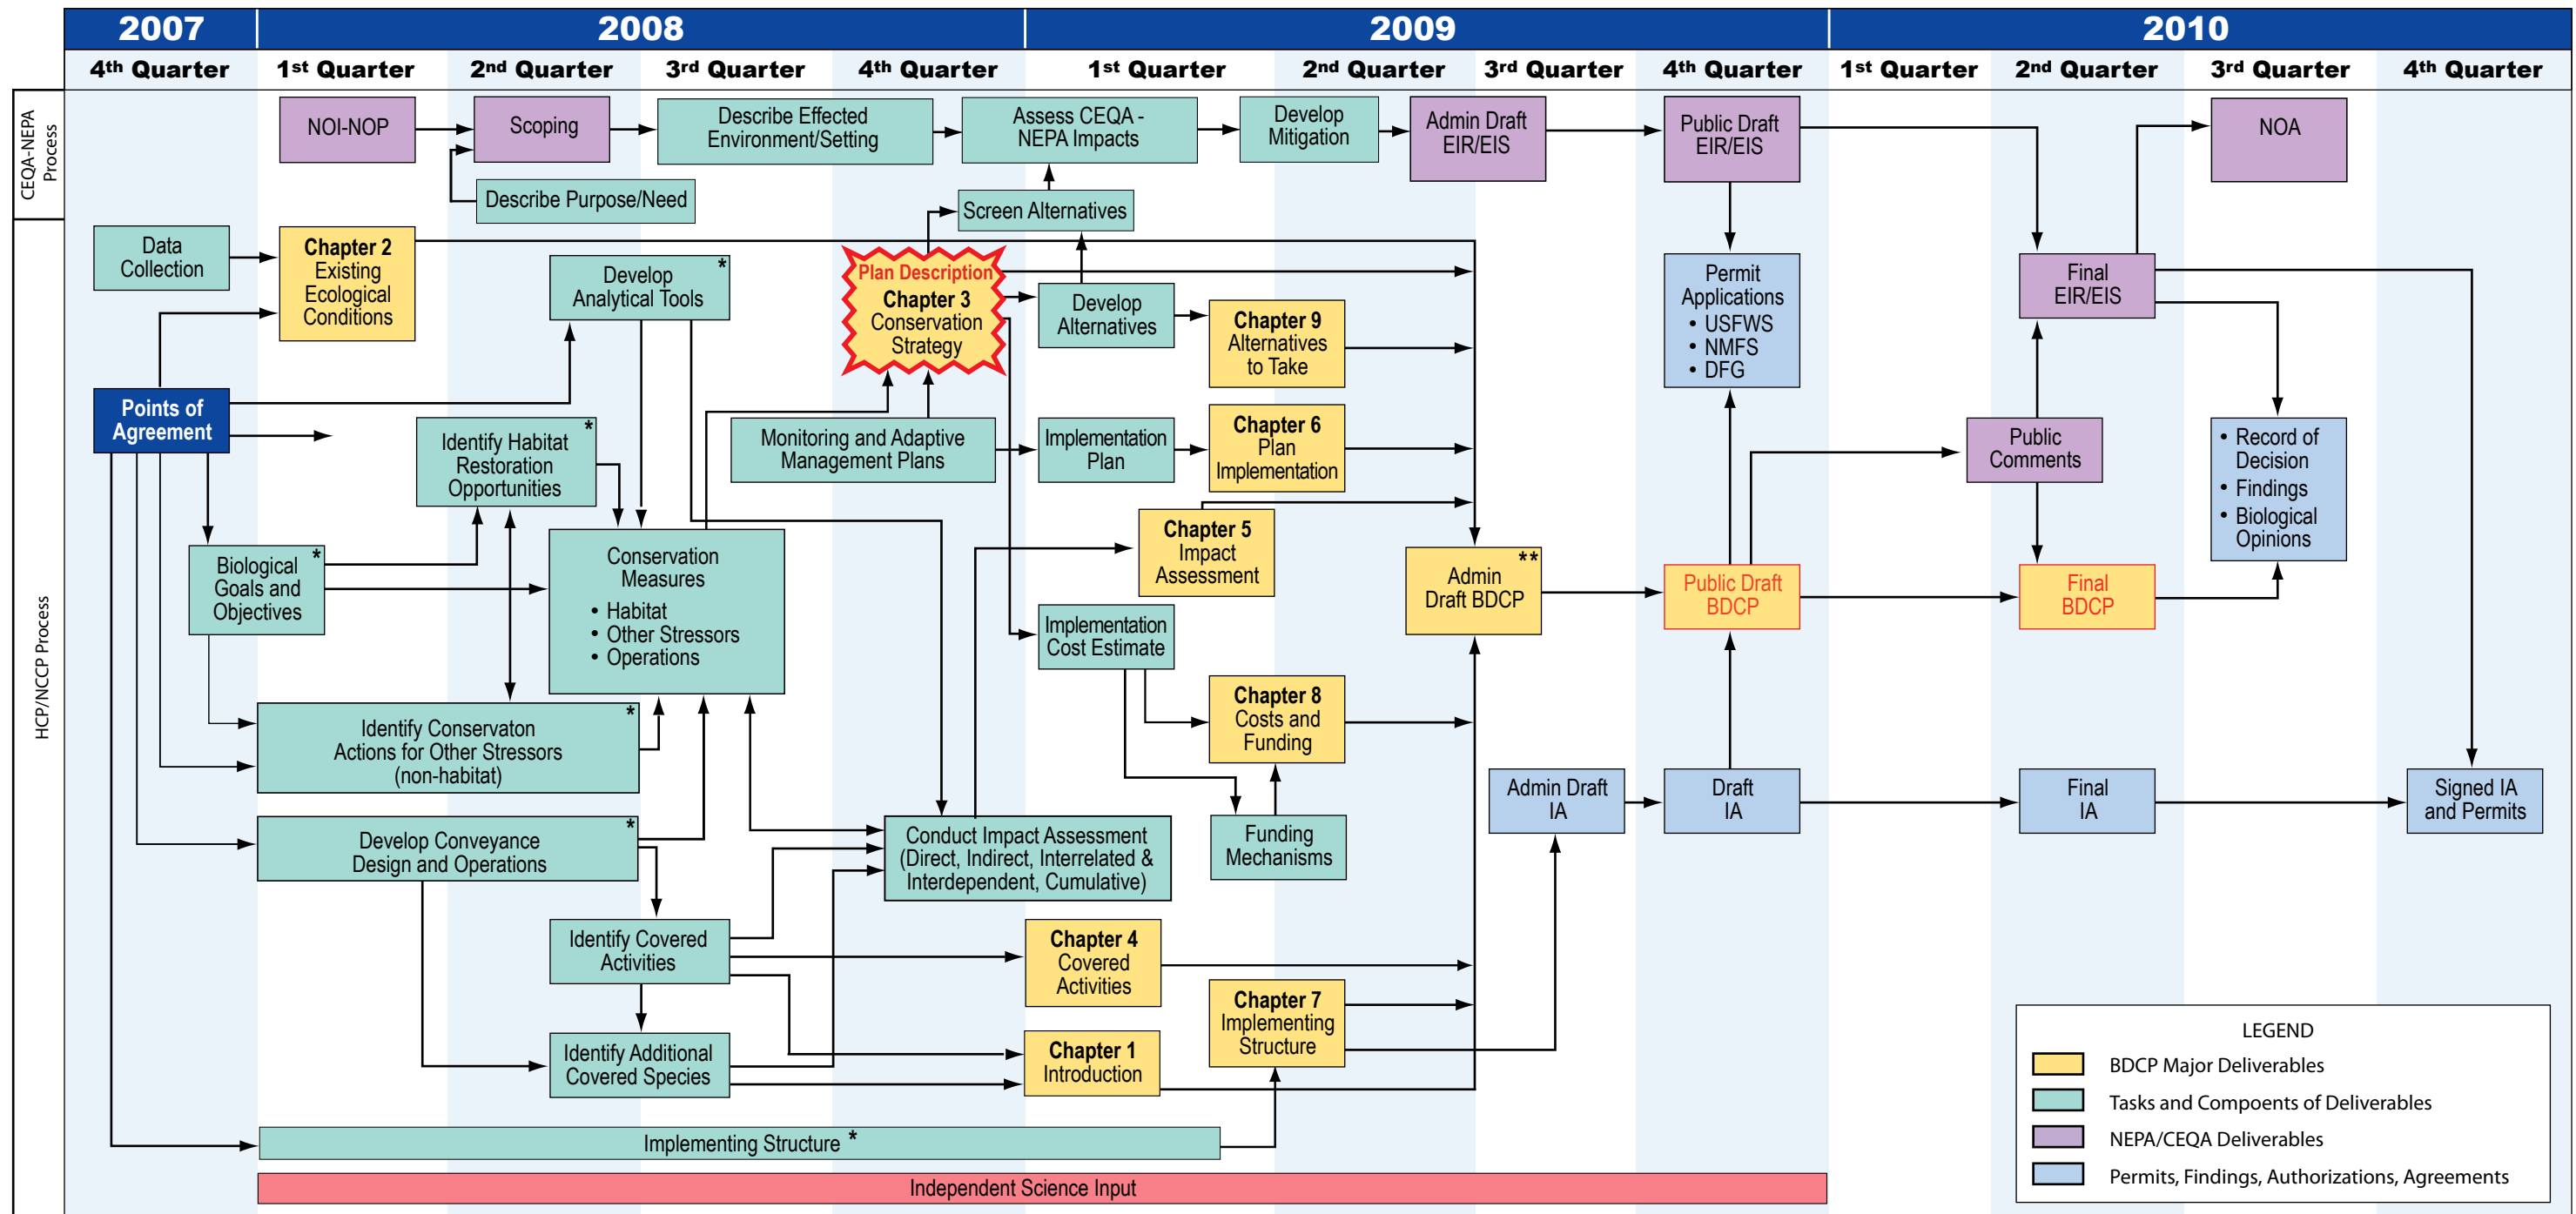 2007
2008
2009
2010
4th Quarter
1st Quarter
2nd Quarter
3rd Quarter
4th Quarter
1st Quarter
2nd Quarter
3rd Quarter
4th Quarter
1st Quarter
2nd Quarter
3rd Quarter
4th Quarter
CEQA-NEPA
Process
NOI-NOP
Scoping
Describe Effected
Environment/Setting
Assess CEQA -
NEPA Impacts
Develop
Mitigation
Admin Draft
EIR/EIS
Public Draft
EIR/EIS
NOA
Describe Purpose/Need
Screen Alternatives
HCP/NCCP Process
Data
Collection
Chapter 2
Existing
Ecological
Conditions
Develop *
Analytical Tools
Plan Description
Chapter 3
Conservation
Strategy
Develop
Alternatives
Chapter 9
Alternatives
to Take
Permit
Applications
• USFWS
• NMFS
• DFG
Final
EIR/EIS
Points of
Agreement
Identify Habitat *
Restoration
Opportunities
Monitoring and Adaptive
Management Plans
Implementation
Plan
Chapter 6
Plan
Implementation
Public
Comments
• Record of
Decision
• Findings
• Biological
Opinions
Biological *
Goals and
Objectives
Conservation
Measures
• Habitat
• Other Stressors
• Operations
Chapter 5
Impact
Assessment
Admin **
Draft BDCP
Public Draft
BDCP
Final
BDCP
Implementation
Cost Estimate
Identify Conservaton *
Actions for Other Stressors
(non-habitat)
Chapter 8
Costs and
Funding
Admin Draft
IA
Draft
IA
Final
IA
Signed IA
and Permits
Develop Conveyance *
Design and Operations
Conduct Impact Assessment
(Direct, Indirect, Interrelated &
Interdependent, Cumulative)
Funding
Mechanisms
Identify Covered
Activities
Chapter 4
Covered
Activities
Chapter 7
Implementing
Structure
Identify Additional
Covered Species
Chapter 1
Introduction
Implementing Structure *
Independent Science Input
LEGEND
BDCP Major Deliverables
Tasks and Compoents of Deliverables
NEPA/CEQA Deliverables
Permits, Findings, Authorizations, Agreements